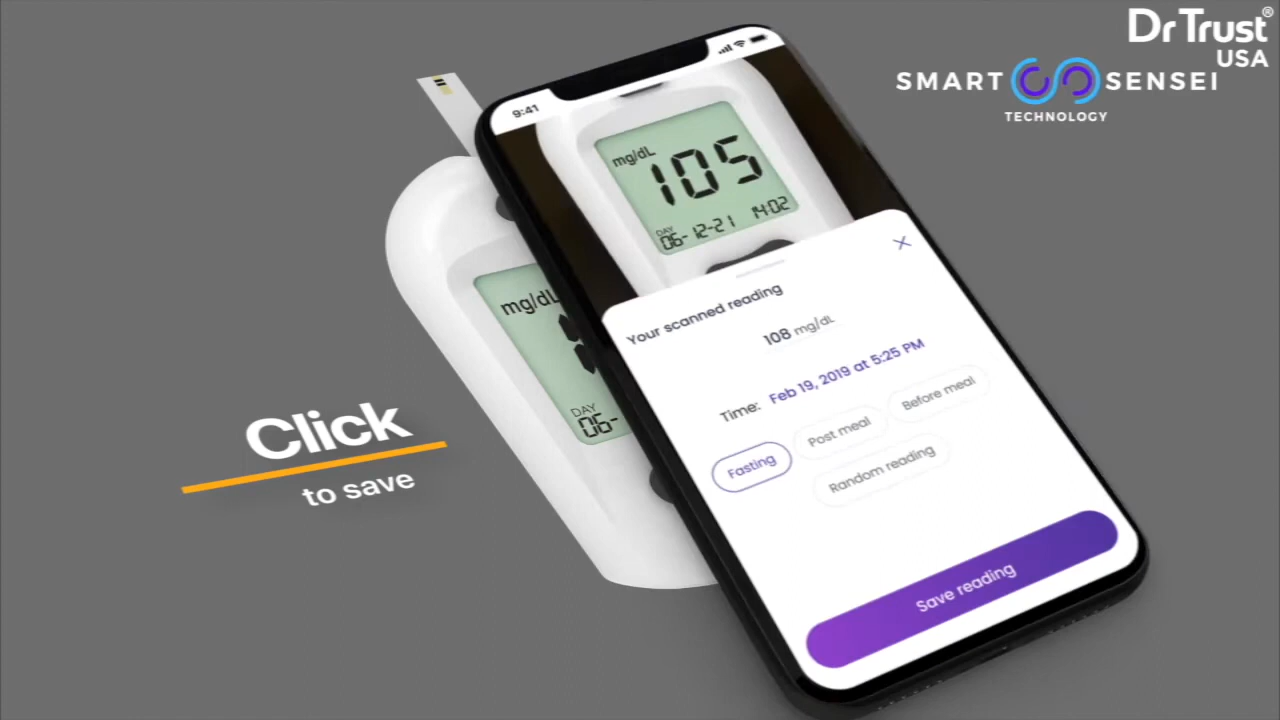 Dr Trust®
USA
SMART SENSEI
TECHNOLOGY
9:41
mg/dL
105
DAY
06-12-21 14:02
mg/dL
DAY
06-
Your scanned reading
108 mg/dL
Time: Feb 19, 2019 at 5:25 PM
Fasting Post meal Before meal
Random reading
Save reading
Click
to save